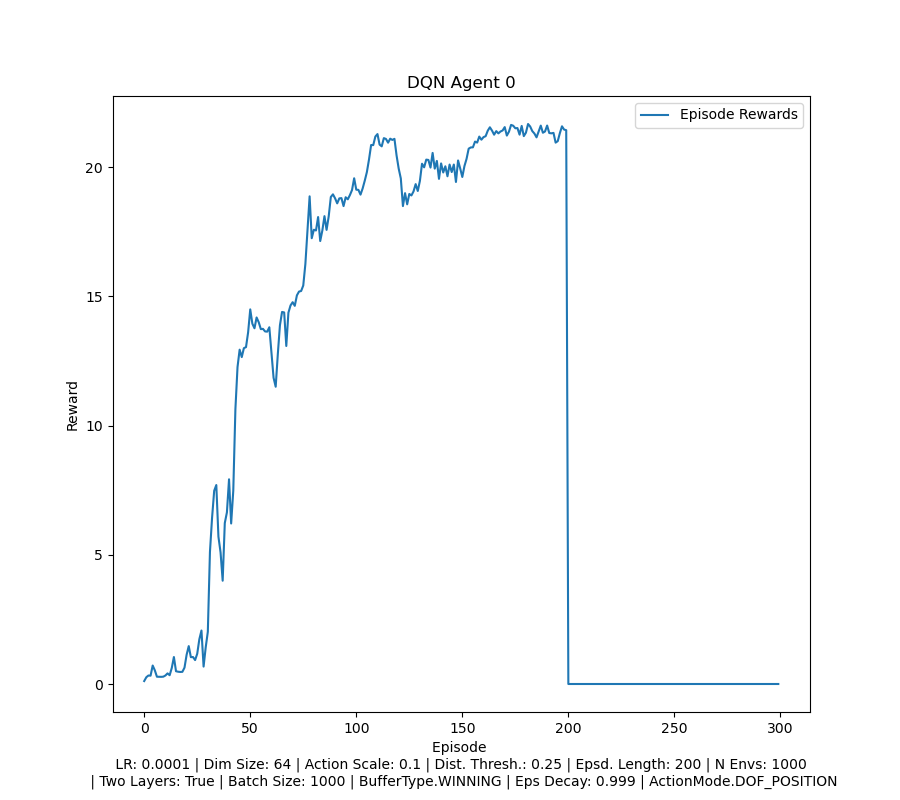 DQN Agent 0
Episode Rewards
20
15
10
5
0
Reward
0 50 100 150 200 250 300
Episode
LR: 0.0001 | Dim Size: 64 | Action Scale: 0.1 | Dist. Thresh.: 0.25 | Epsd. Length: 200 | N Envs: 1000
| Two Layers: True | Batch Size: 1000 | BufferType.WINNING | Eps Decay: 0.999 | ActionMode.DOF_POSITION